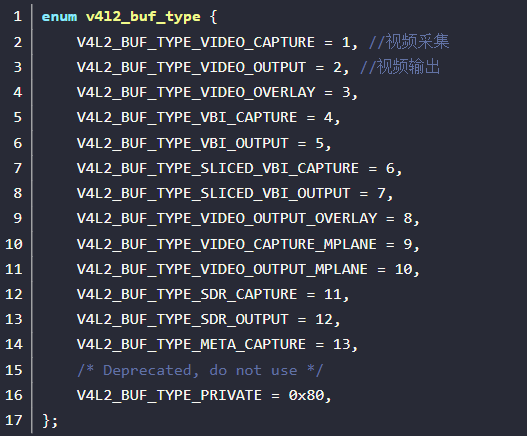 1 enum v4l2_buf_type {
2 V4L2_BUF_TYPE_VIDEO_CAPTURE = 1, //视频采集
3 V4L2_BUF_TYPE_VIDEO_OUTPUT = 2, //视频输出
4 V4L2_BUF_TYPE_VIDEO_OVERLAY = 3,
5 V4L2_BUF_TYPE_VBI_CAPTURE = 4,
6 V4L2_BUF_TYPE_VBI_OUTPUT = 5,
7 V4L2_BUF_TYPE_SLICED_VBI_CAPTURE = 6,
8 V4L2_BUF_TYPE_SLICED_VBI_OUTPUT = 7,
9 V4L2_BUF_TYPE_VIDEO_OUTPUT_OVERLAY = 8,
10 V4L2_BUF_TYPE_VIDEO_CAPTURE_MPLANE = 9,
11 V4L2_BUF_TYPE_VIDEO_OUTPUT_MPLANE = 10,
12 V4L2_BUF_TYPE_SDR_CAPTURE = 11,
13 V4L2_BUF_TYPE_SDR_OUTPUT = 12,
14 V4L2_BUF_TYPE_META_CAPTURE = 13,
15 /* Deprecated, do not use */
16 V4L2_BUF_TYPE_PRIVATE = 0x80,
17 };